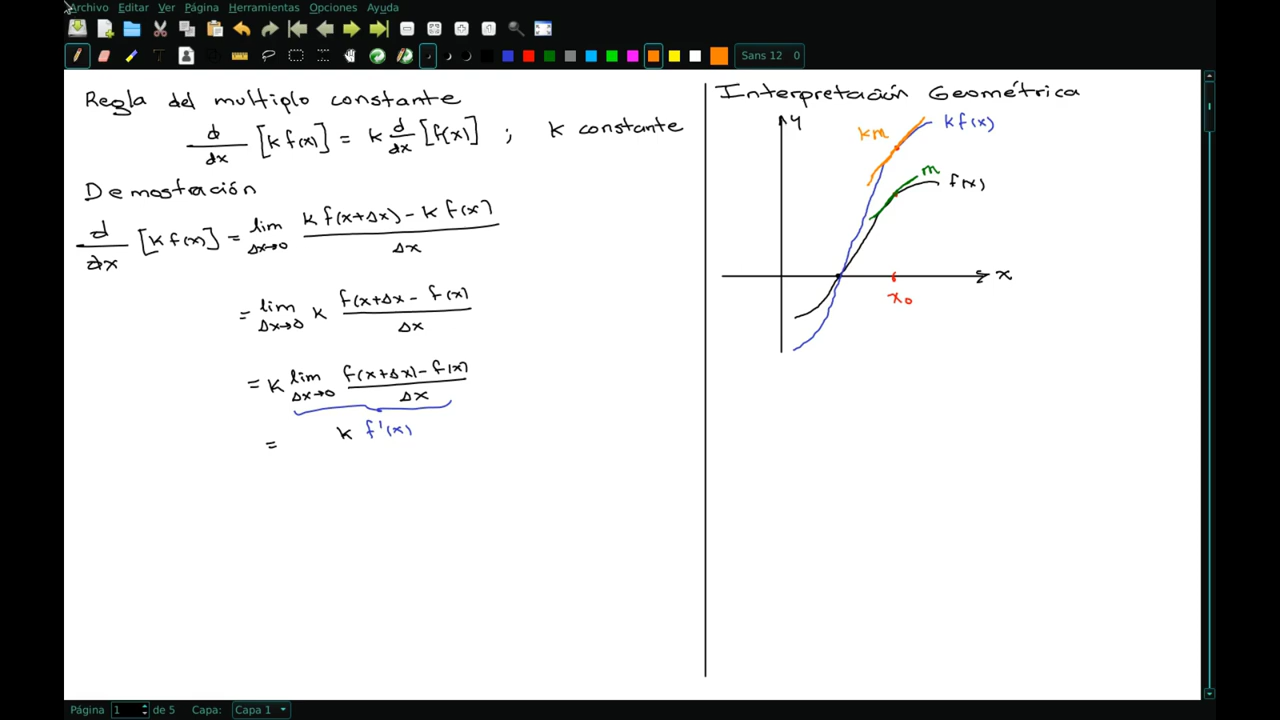 Archivo Editar Ver Página Herramientas Opciones Ayuda
Sans 12 0
Regla del multiplo constante
d/dx [k f(x)] = k d/dx [f(x)] ; k constante
Demostración
d/dx [k f(x)] = lim Δx→0 (k f(x+Δx) - k f(x))/Δx
= lim Δx→0 k (f(x+Δx - f(x))/Δx
= k lim Δx→0 (f(x+Δx) - f(x))/Δx
= k f'(x)
Interpretación Geométrica
y
km
k f(x)
m
f(x)
x
x₀
Página 1 de 5 Capa: Capa 1